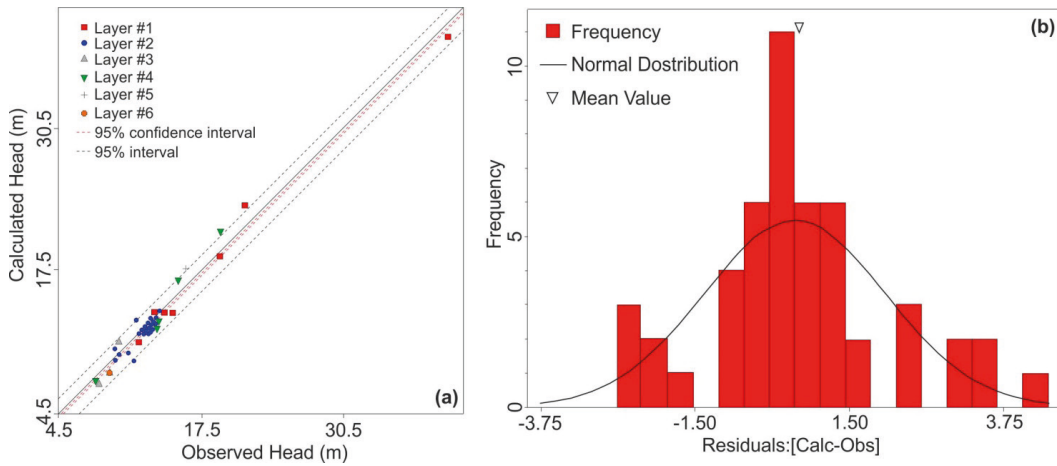 Layer #1
Layer #2
Layer #3
Layer #4
Layer #5
Layer #6
95% confidence interval
95% interval
Calculated Head (m)
30.5
17.5
4.5
4.5
17.5
30.5
Observed Head (m)
(a)
(b)
Frequency
Normal Dostribution
Mean Value
Frequency
10
5
0
-3.75
-1.50
1.50
3.75
Residuals:[Calc-Obs]